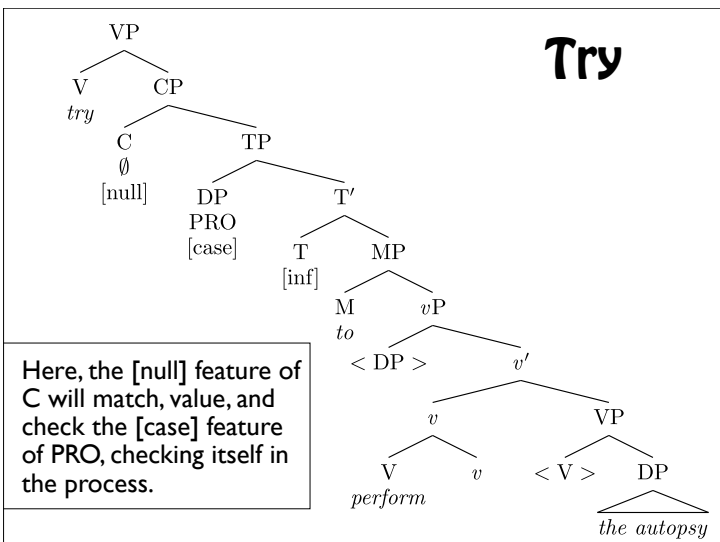 VP
Try
V CP
try
C TP
∅
[null] DP T′
PRO
[case] T MP
[inf]
M vP
to
< DP > v′
Here, the [null] feature of
C will match, value, and
check the [case] feature
of PRO, checking itself in
the process.
v VP
V v < V > DP
perform
the autopsy